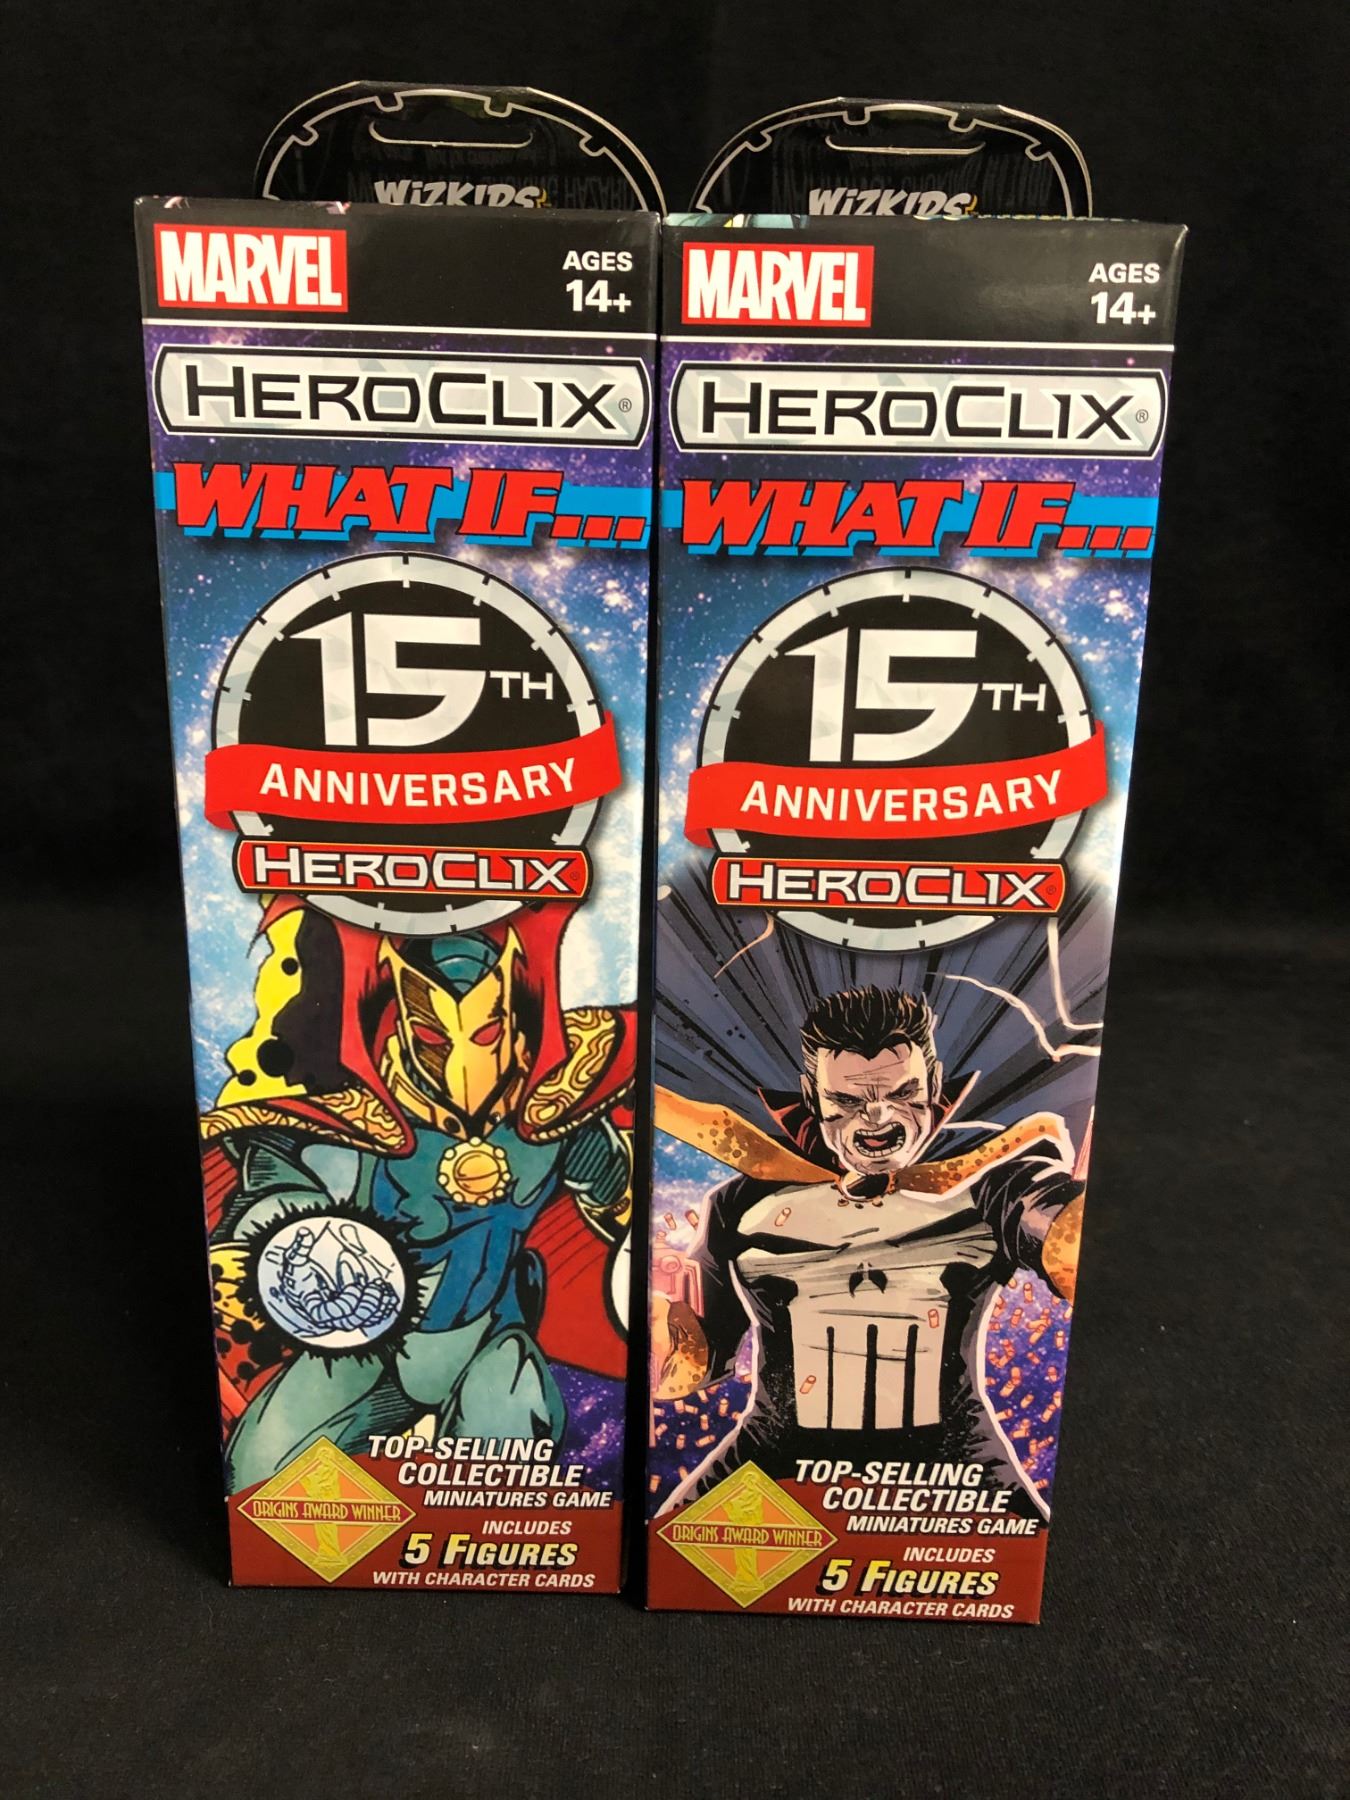 WIZKIDS
MARVEL
AGES
14+
HEROCLIX®
WHAT IF...
15TH
ANNIVERSARY
HEROCLIX®
TOP-SELLING
COLLECTIBLE
MINIATURES GAME
ORIGINS AWARD WINNER
INCLUDES
5 FIGURES
WITH CHARACTER CARDS
WIZKIDS
MARVEL
AGES
14+
HEROCLIX®
WHAT IF...
15TH
ANNIVERSARY
HEROCLIX®
TOP-SELLING
COLLECTIBLE
MINIATURES GAME
ORIGINS AWARD WINNER
INCLUDES
5 FIGURES
WITH CHARACTER CARDS